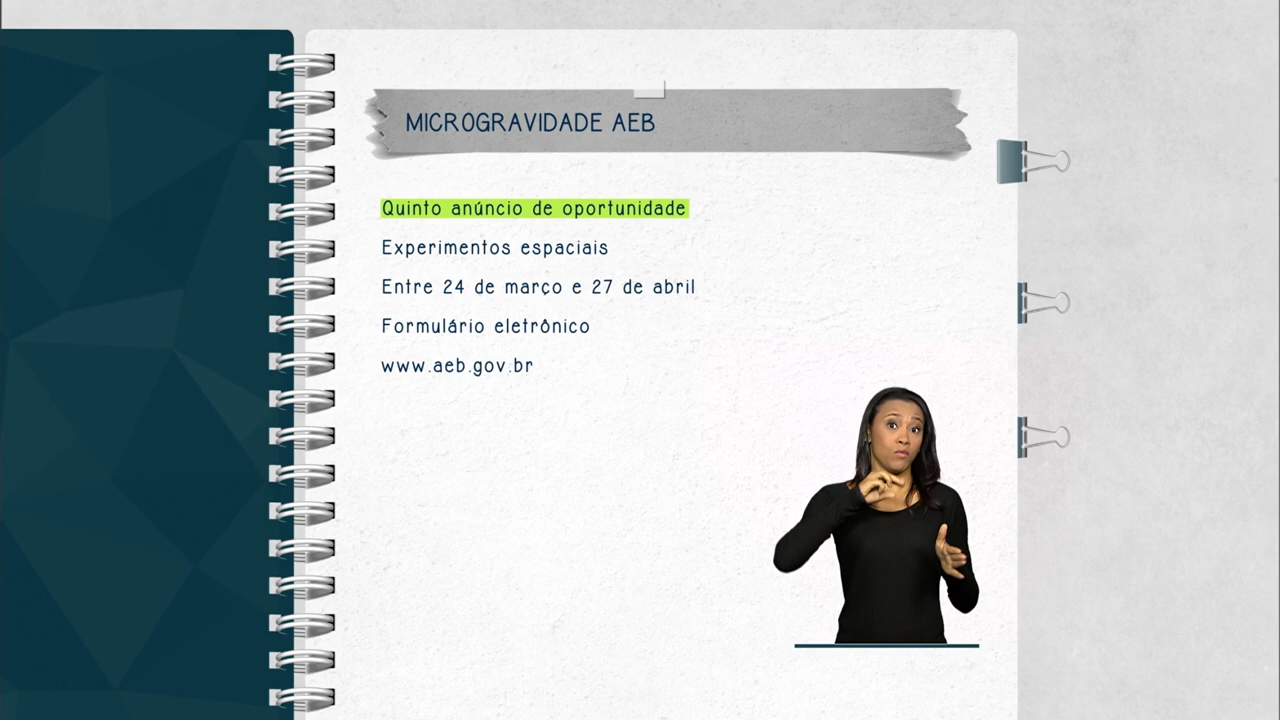 MICROGRAVIDADE AEB
Quinto anúncio de oportunidade
Experimentos espaciais
Entre 24 de março e 27 de abril
Formulário eletrônico
www.aeb.gov.br